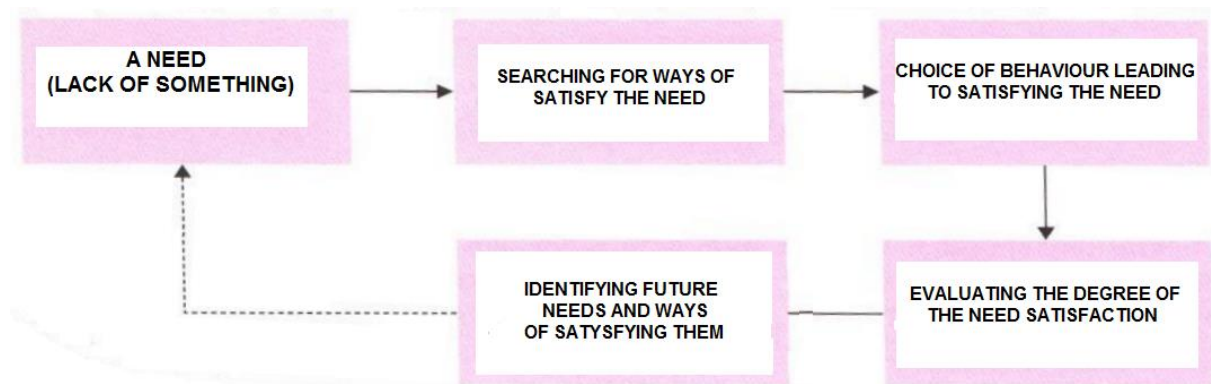 A NEED
(LACK OF SOMETHING)
SEARCHING FOR WAYS OF
SATISFY THE NEED
CHOICE OF BEHAVIOUR LEADING
TO SATISFYING THE NEED
IDENTIFYING FUTURE
NEEDS AND WAYS
OF SATYSFYING THEM
EVALUATING THE DEGREE OF
THE NEED SATISFACTION